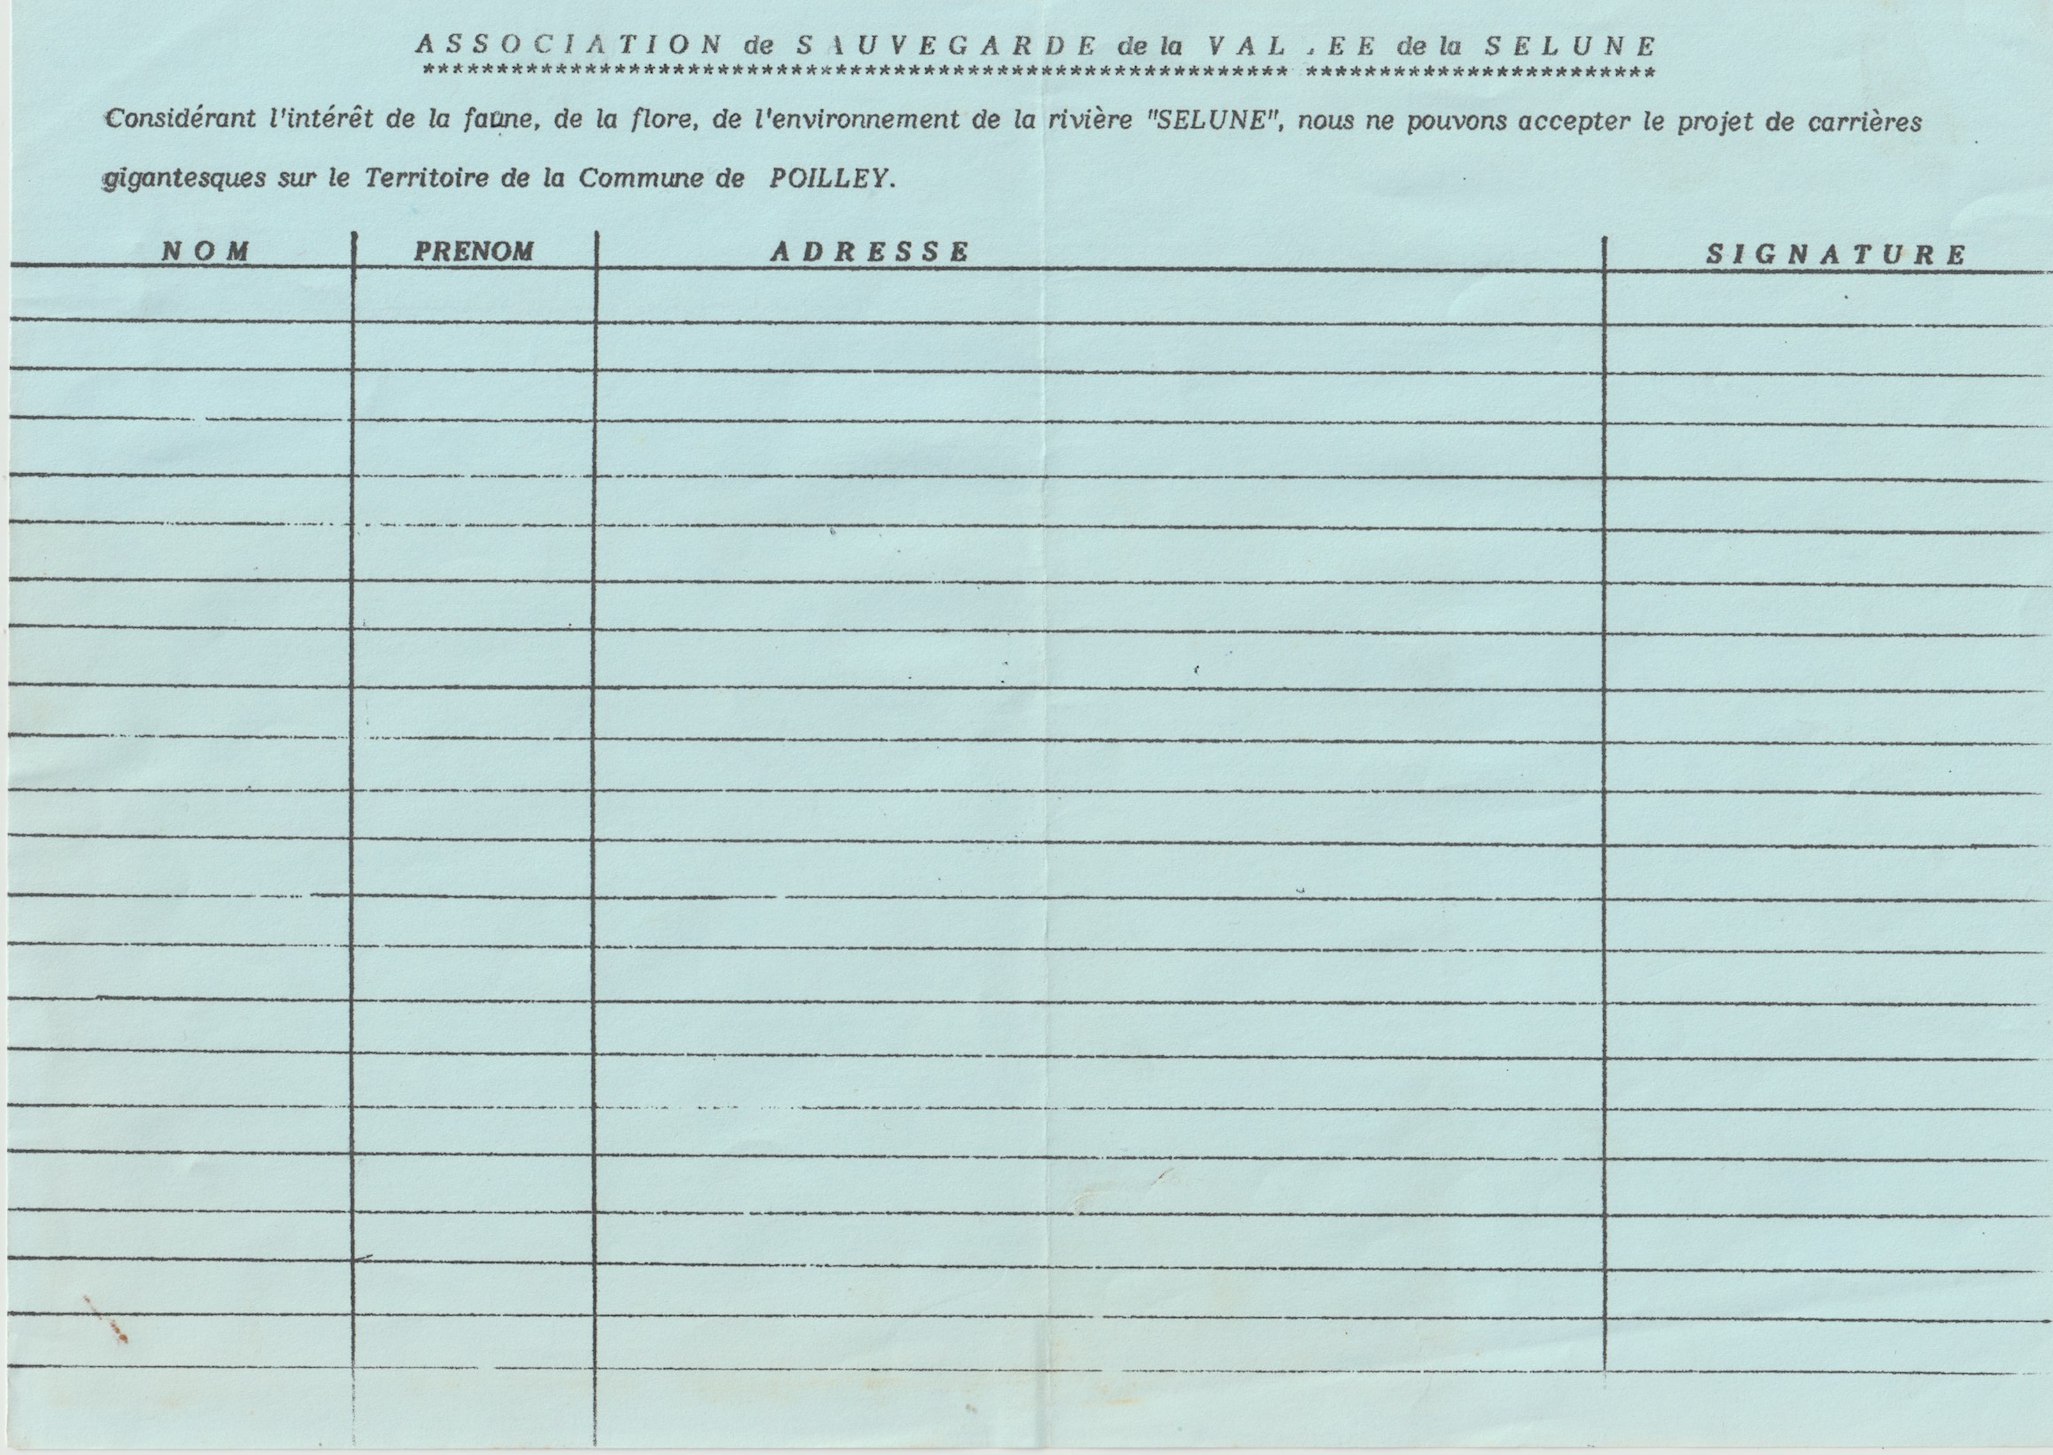 ASSOCIATION de SAUVEGARDE de la VALLEE de la SELUNE
*********************************************************** ************************
Considérant l'intérêt de la faune, de la flore, de l'environnement de la rivière "SELUNE", nous ne pouvons accepter le projet de carrières
gigantesques sur le Territoire de la Commune de POILLEY.
NOM PRENOM ADRESSE SIGNATURE